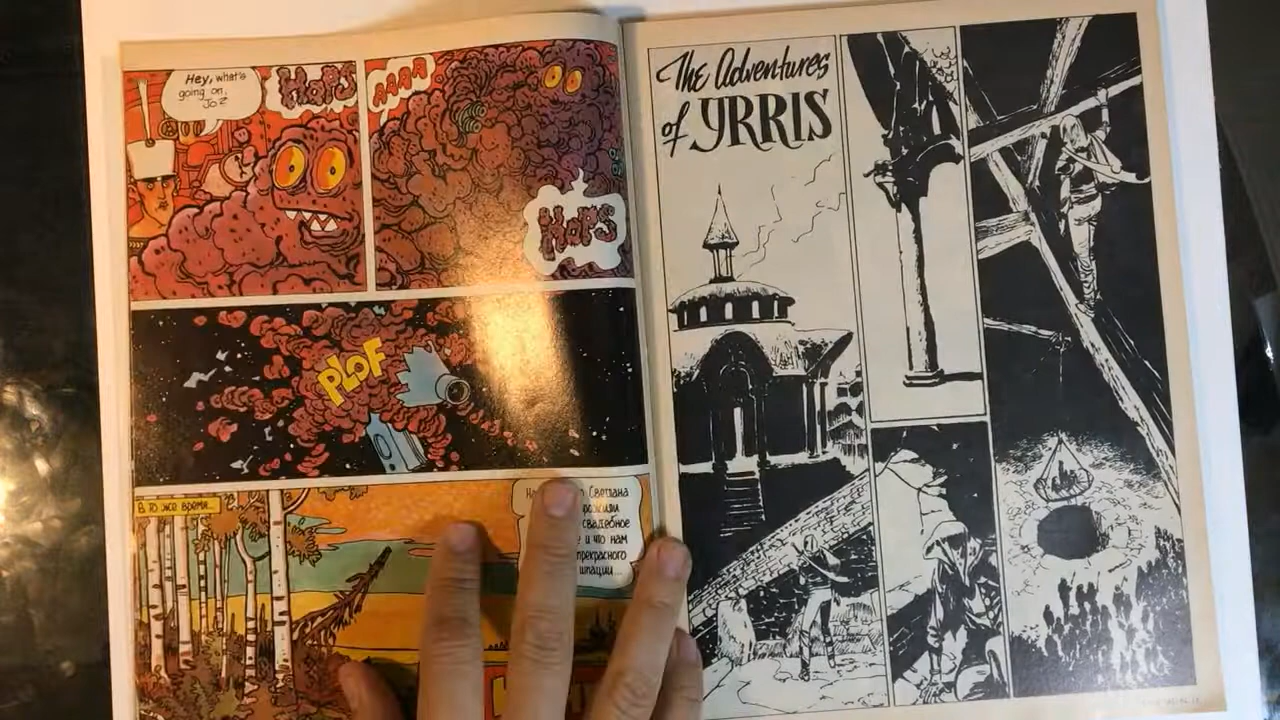 Hey, what's
going on,
Jo?
HOPS
AAAR
HOPS
PLOF
В то же время...
Светлана
свадебное
и что нам
прекрасного
The Adventures
of YRRIS